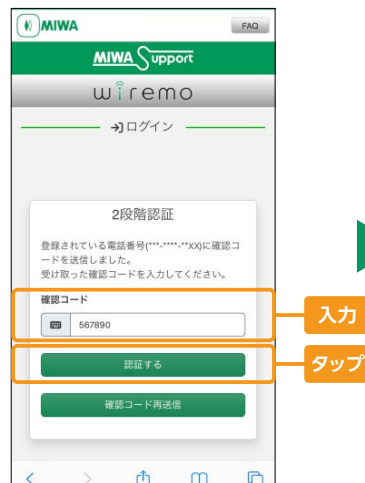 MIWA
FAQ
MIWA Support
wiremo
ログイン
2段階認証
登録されている電話番号(***-****-**XX)に確認コ
ードを送信しました。
受け取った確認コードを入力してください。
確認コード
567890
入力
認証する
タップ
確認コード再送信